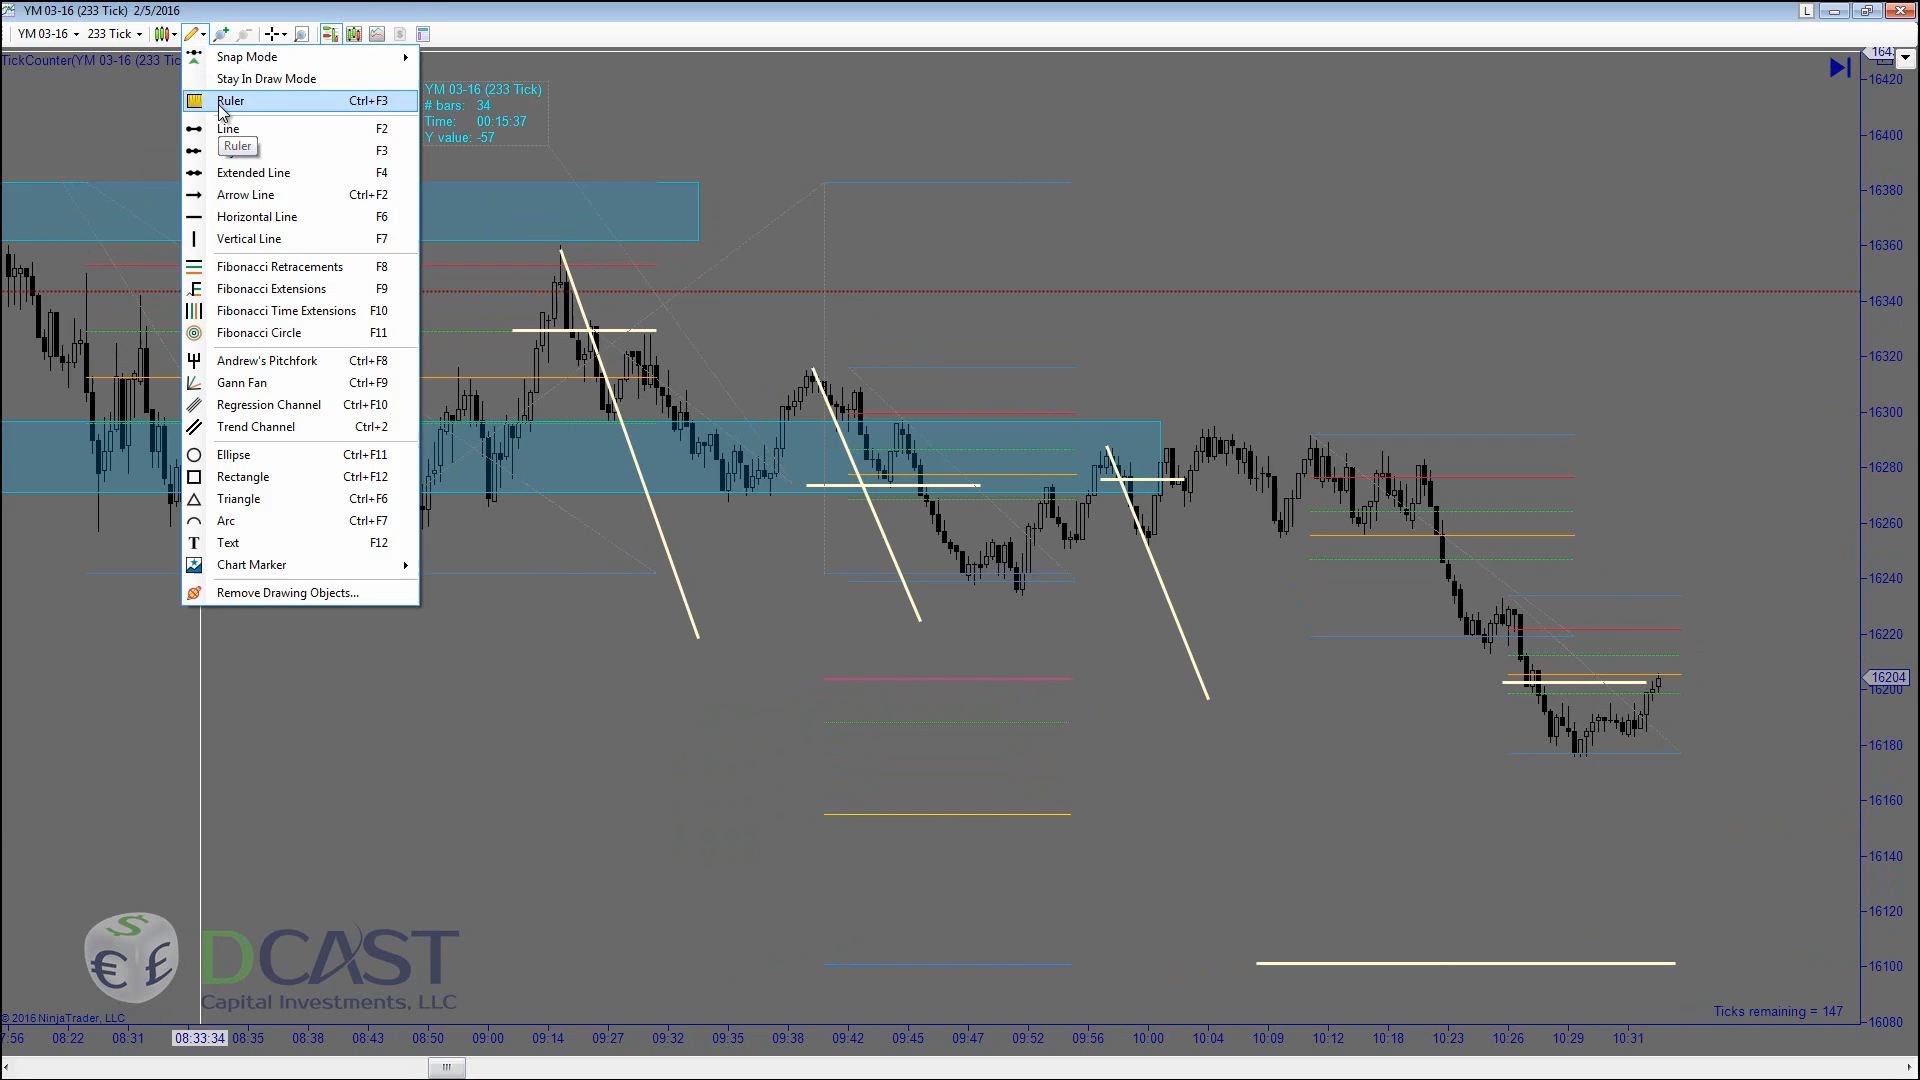 YM 03-16 (233 Tick) 2/5/2016
L
YM 03-16
233 Tick
TickCounter(YM 03-16 (233 Tic
Snap Mode
Stay In Draw Mode
Ruler Ctrl+F3
Line F2
Ruler
F3
Extended Line F4
Arrow Line Ctrl+F2
Horizontal Line F6
Vertical Line F7
Fibonacci Retracements F8
Fibonacci Extensions F9
Fibonacci Time Extensions F10
Fibonacci Circle F11
Andrew's Pitchfork Ctrl+F8
Gann Fan Ctrl+F9
Regression Channel Ctrl+F10
Trend Channel Ctrl+2
Ellipse Ctrl+F11
Rectangle Ctrl+F12
Triangle Ctrl+F6
Arc Ctrl+F7
Text F12
Chart Marker
Remove Drawing Objects...
YM 03-16 (233 Tick)
# bars: 34
Time: 00:15:37
Y value: -57
16420
16400
16380
16360
16340
16320
16300
16280
16260
16240
16220
16204
16200
16180
16160
16140
16120
16100
16080
DCAST
Capital Investments, LLC
© 2016 NinjaTrader, LLC
Ticks remaining = 147
7:56 08:22 08:31 08:33:34 08:35 08:38 08:43 08:50 09:00 09:14 09:27 09:32 09:35 09:38 09:42 09:45 09:47 09:52 09:56 10:00 10:04 10:09 10:12 10:18 10:23 10:26 10:29 10:31